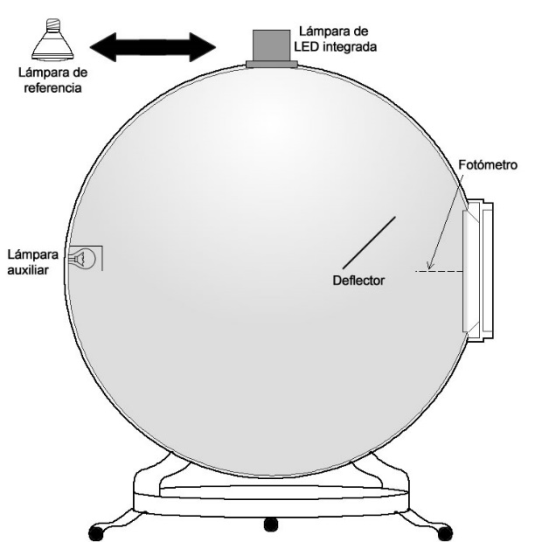 Lámpara de
LED integrada
Lámpara de
referencia
Fotómetro
Lámpara
auxiliar
Deflector